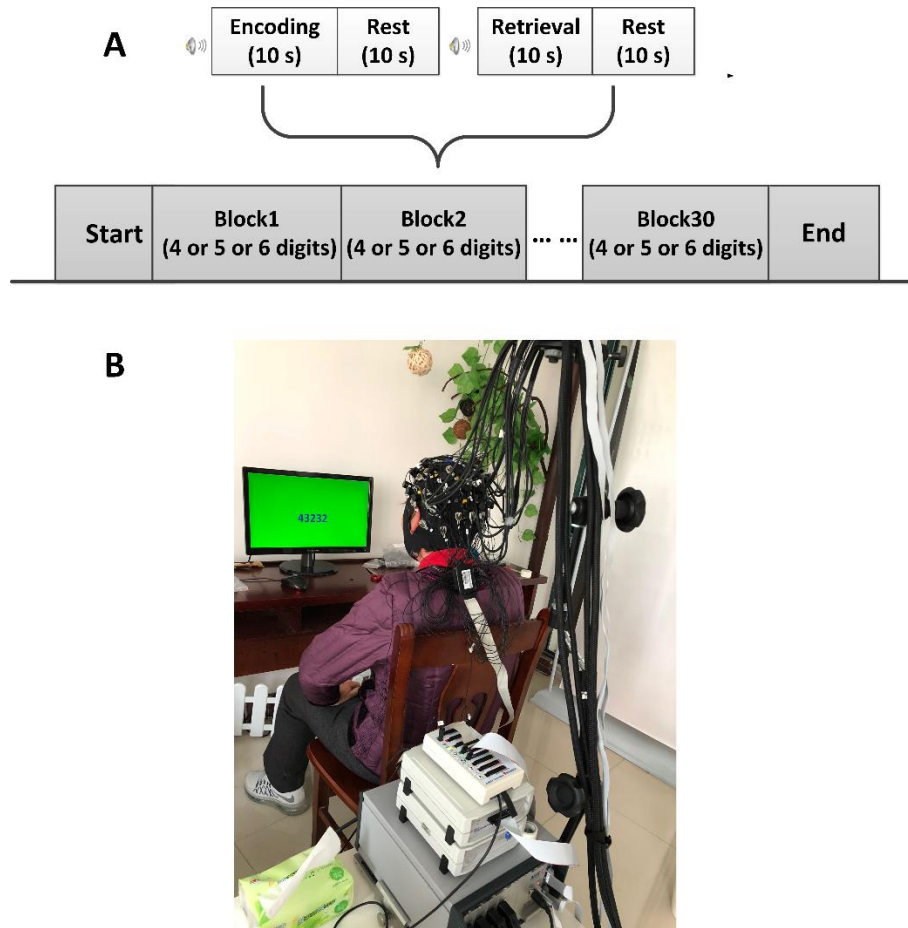 A
Encoding
(10 s)
Rest
(10 s)
Retrieval
(10 s)
Rest
(10 s)
Start
Block1
(4 or 5 or 6 digits)
Block2
(4 or 5 or 6 digits)
... ...
Block30
(4 or 5 or 6 digits)
End
B
43232